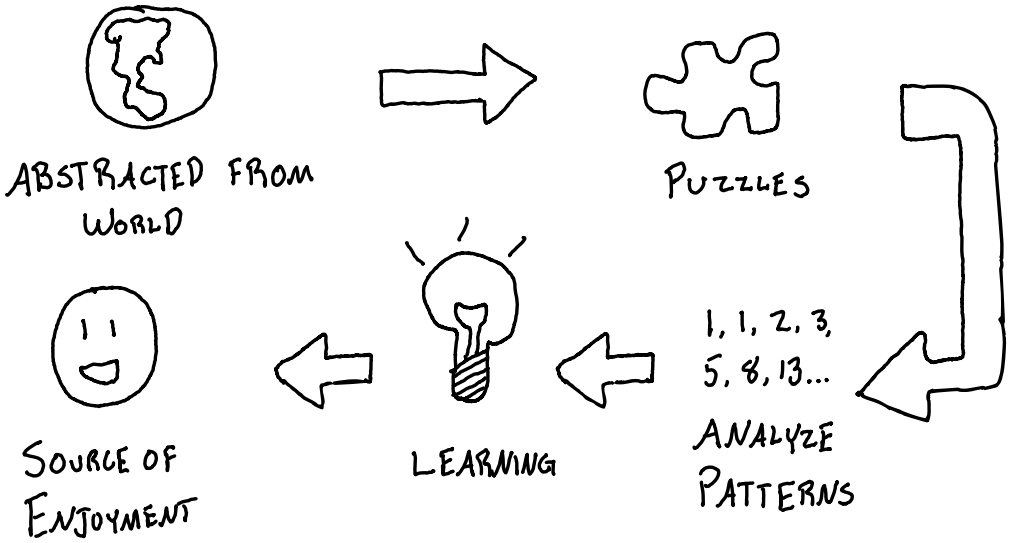 ABSTRACTED FROM
WORLD
PUZZLES
1, 1, 2, 3,
5, 8, 13...
ANALYZE
PATTERNS
LEARNING
SOURCE OF
ENJOYMENT